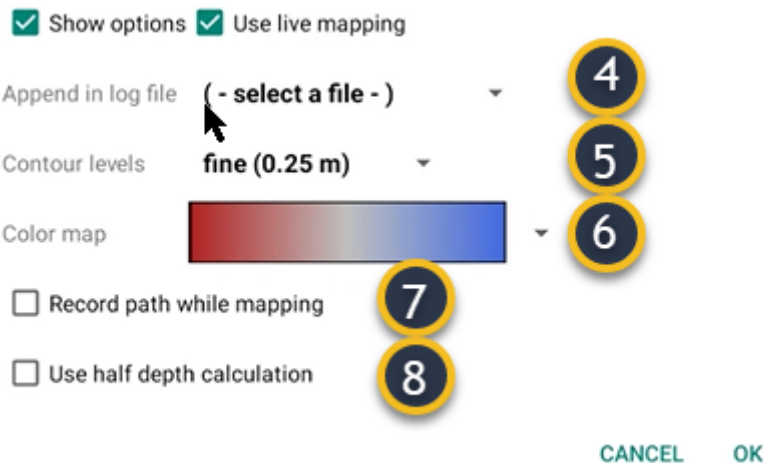 Show options Use live mapping
Append in log file ( - select a file - ) 4
Contour levels fine (0.25 m) 5
Color map 6
Record path while mapping 7
Use half depth calculation 8
CANCEL OK